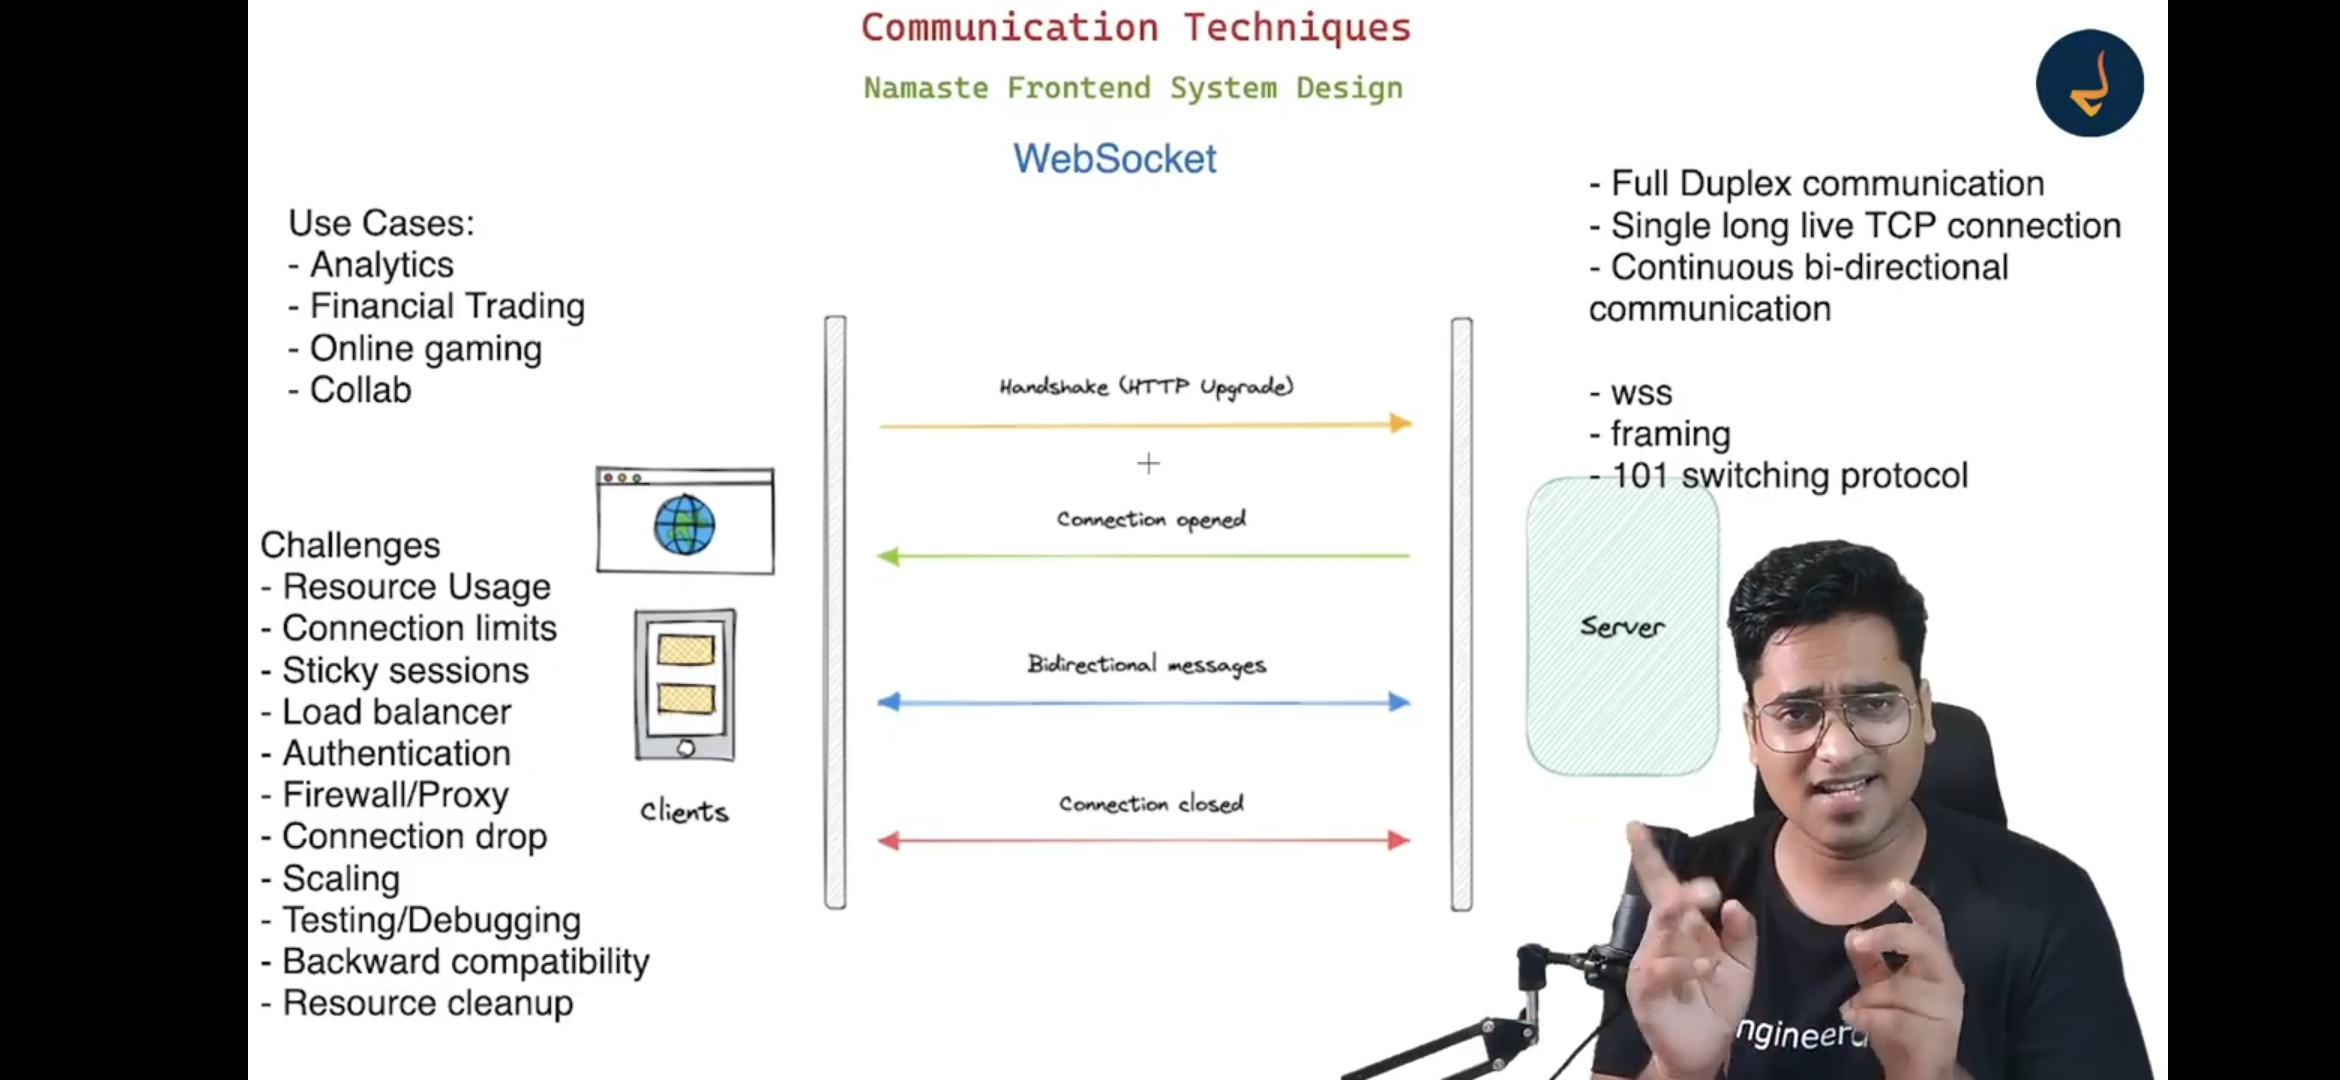 Communication Techniques
Namaste Frontend System Design
WebSocket
Use Cases:
- Analytics
- Financial Trading
- Online gaming
- Collab
Challenges
- Resource Usage
- Connection limits
- Sticky sessions
- Load balancer
- Authentication
- Firewall/Proxy
- Connection drop
- Scaling
- Testing/Debugging
- Backward compatibility
- Resource cleanup
Clients
Handshake (HTTP Upgrade)
Connection opened
Bidirectional messages
Connection closed
- Full Duplex communication
- Single long live TCP connection
- Continuous bi-directional
communication
- wss
- framing
- 101 switching protocol
Server